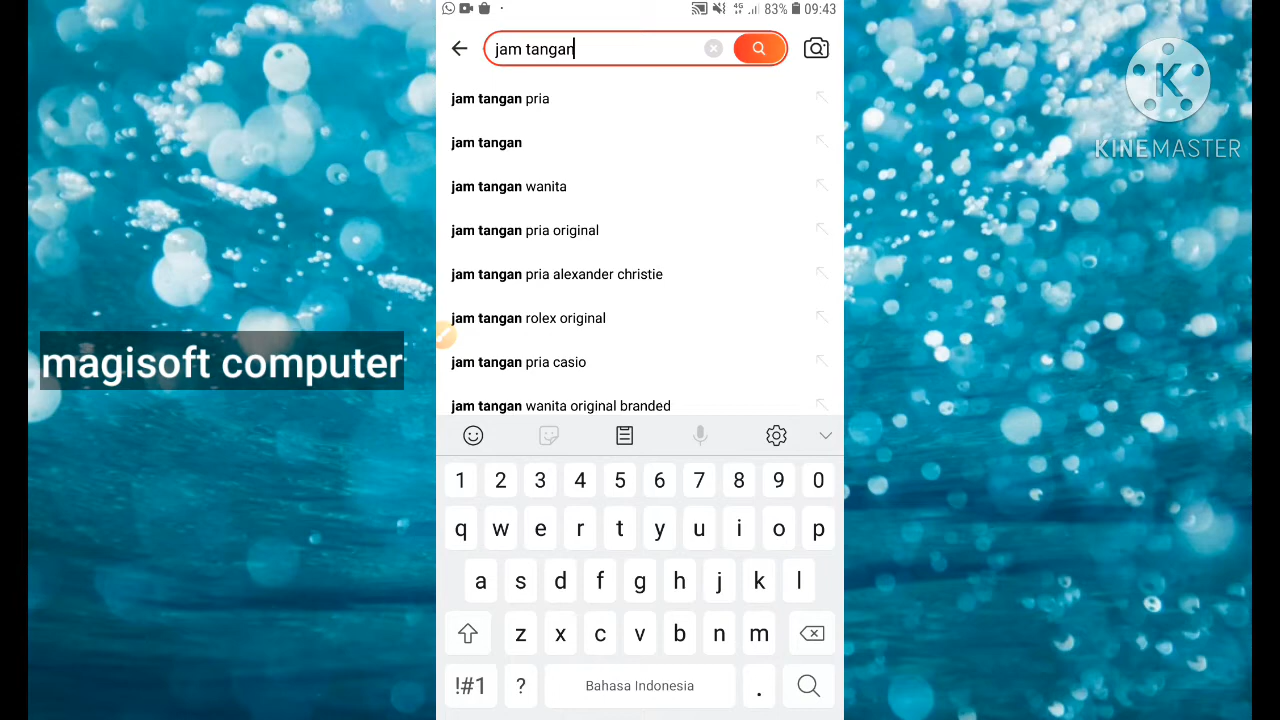 4G 83% 09:43
jam tangan
jam tangan pria
jam tangan
jam tangan wanita
jam tangan pria original
jam tangan pria alexander christie
jam tangan rolex original
jam tangan pria casio
jam tangan wanita original branded
1 2 3 4 5 6 7 8 9 0
q w e r t y u i o p
a s d f g h j k l
z x c v b n m
!#1 ? Bahasa Indonesia .
magisoft computer
K
KINEMASTER